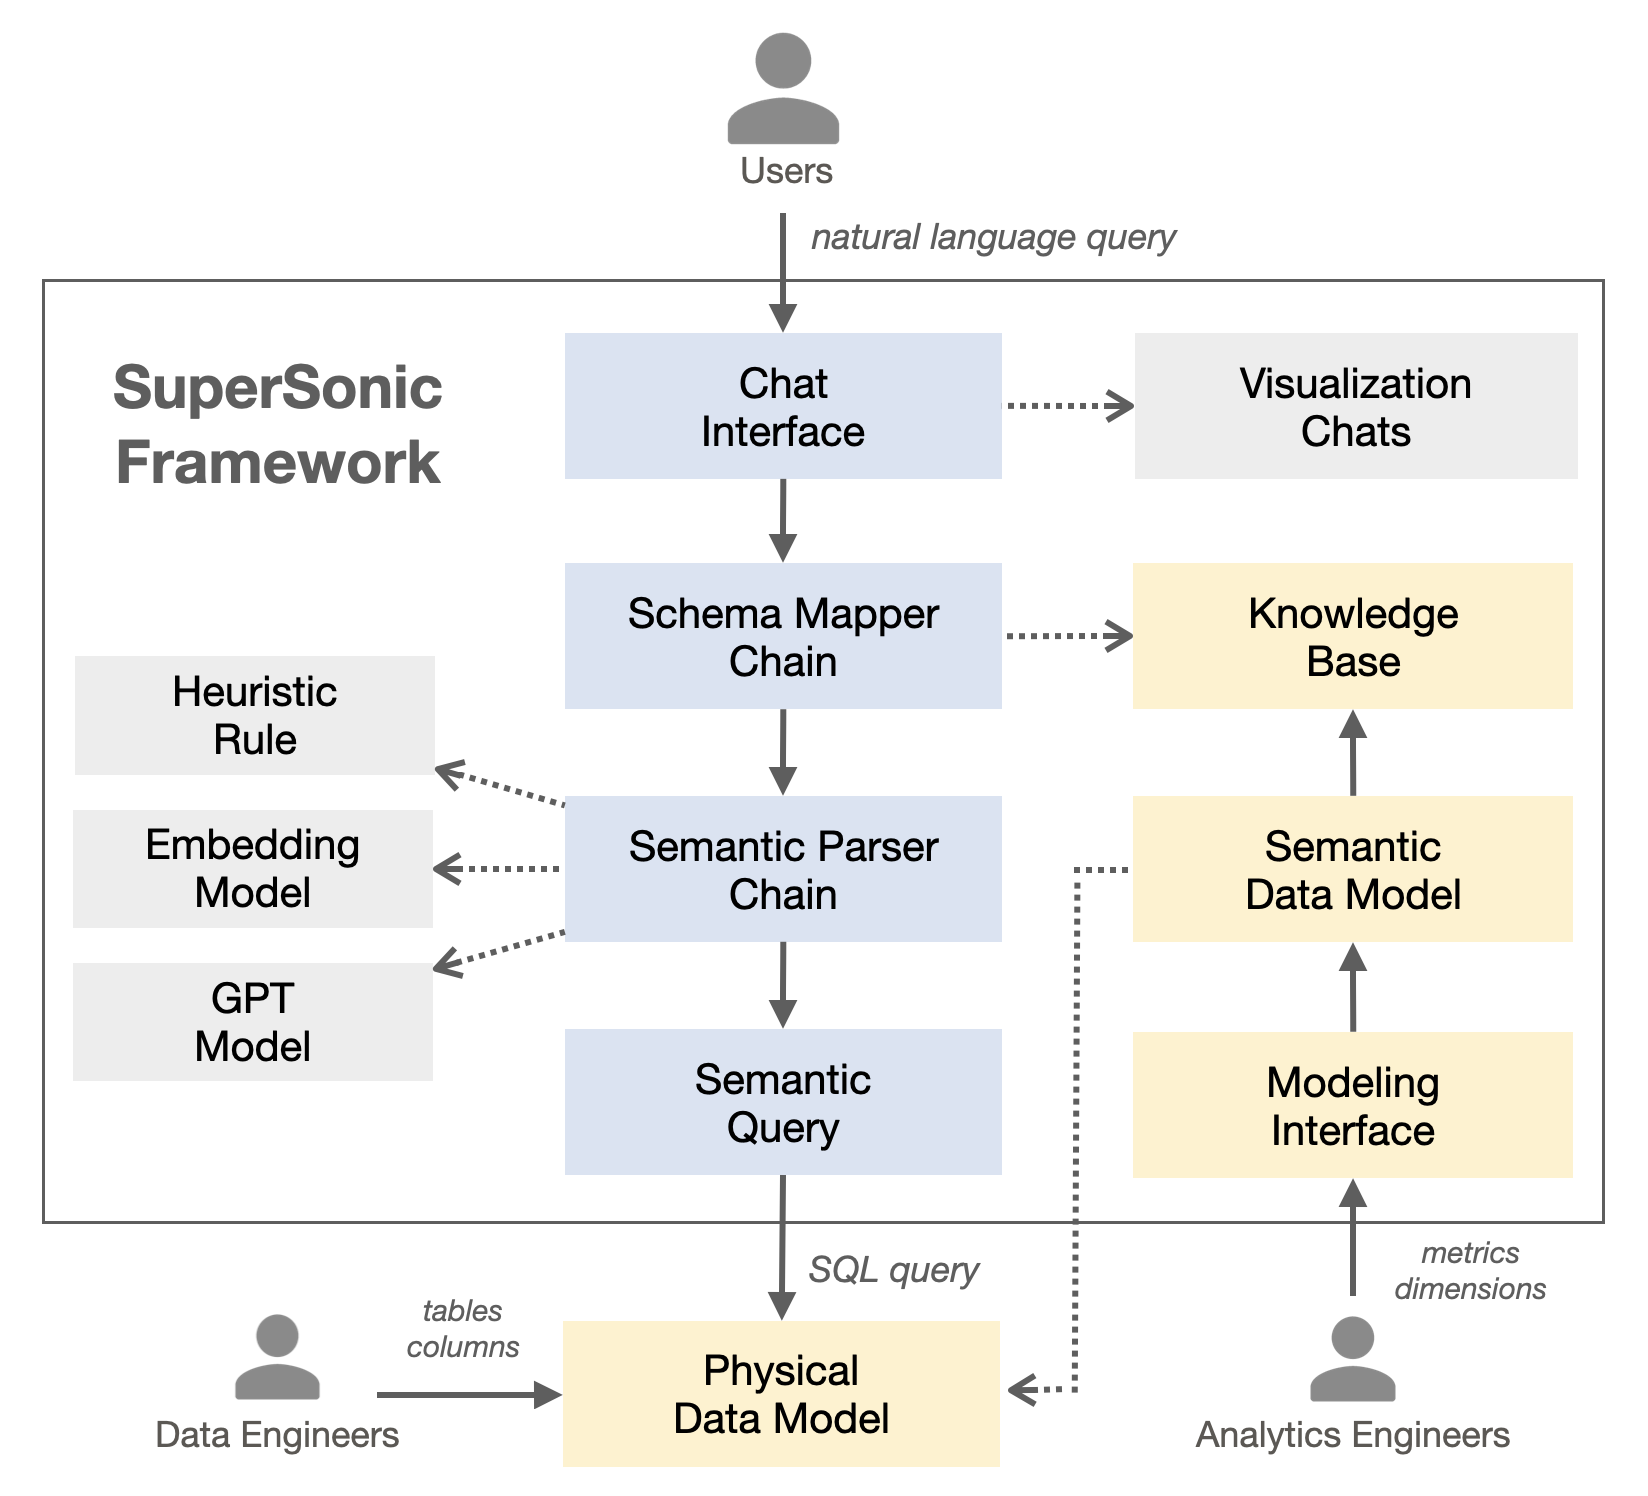 Users
natural language query
SuperSonic
Framework
Chat
Interface
Visualization
Chats
Schema Mapper
Chain
Knowledge
Base
Heuristic
Rule
Embedding
Model
GPT
Model
Semantic Parser
Chain
Semantic
Data Model
Semantic
Query
Modeling
Interface
SQL query
metrics
dimensions
tables
columns
Data Engineers
Physical
Data Model
Analytics Engineers